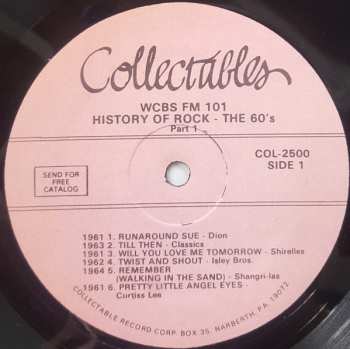 Collectables
WCBS FM 101
HISTORY OF ROCK - THE 60's
Part 1
SEND FOR
FREE
CATALOG
COL-2500
SIDE 1
1961 1. RUNAROUND SUE - Dion
1963 2. TILL THEN - Classics
1961 3. WILL YOU LOVE ME TOMORROW - Shirelles
1962 4. TWIST AND SHOUT - Isley Bros.
1964 5. REMEMBER
(WALKING IN THE SAND) - Shangri-las
1961 6. PRETTY LITTLE ANGEL EYES -
Curtiss Lee
COLLECTABLE RECORD CORP. BOX 35, NARBERTH, PA. 19072